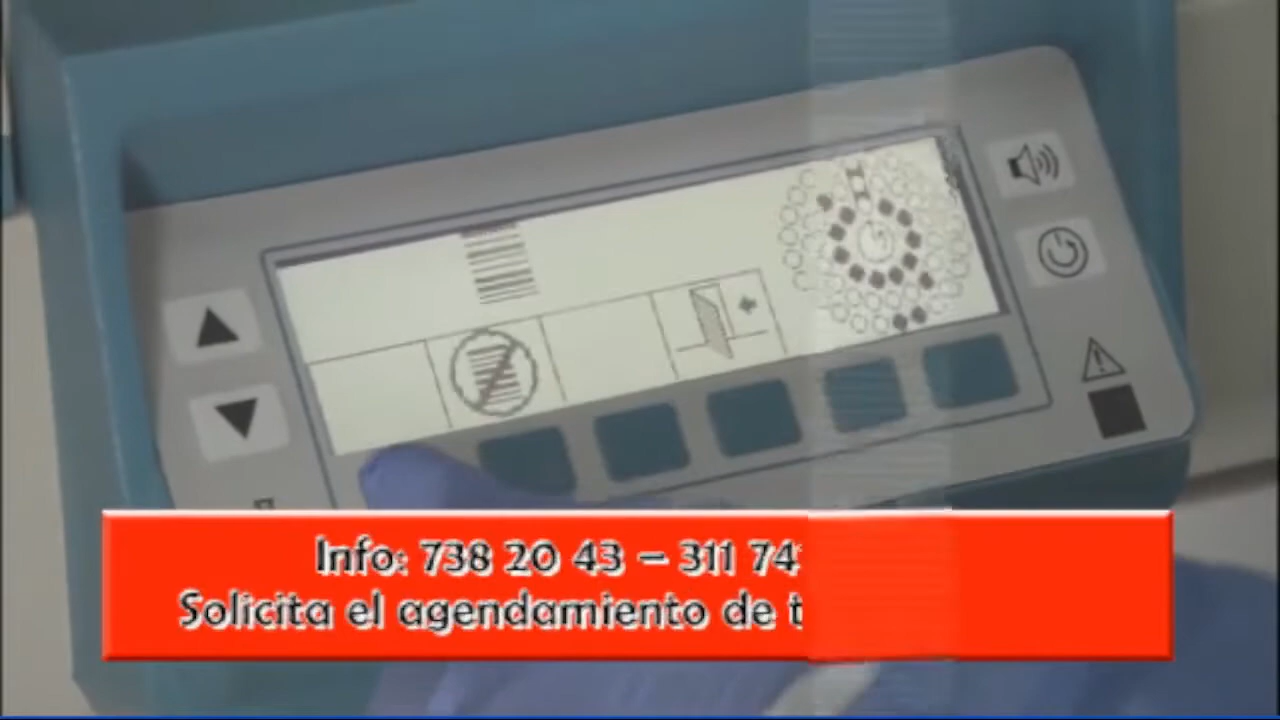 Info: 738 20 43 – 311 74
Solicita el agendamiento de